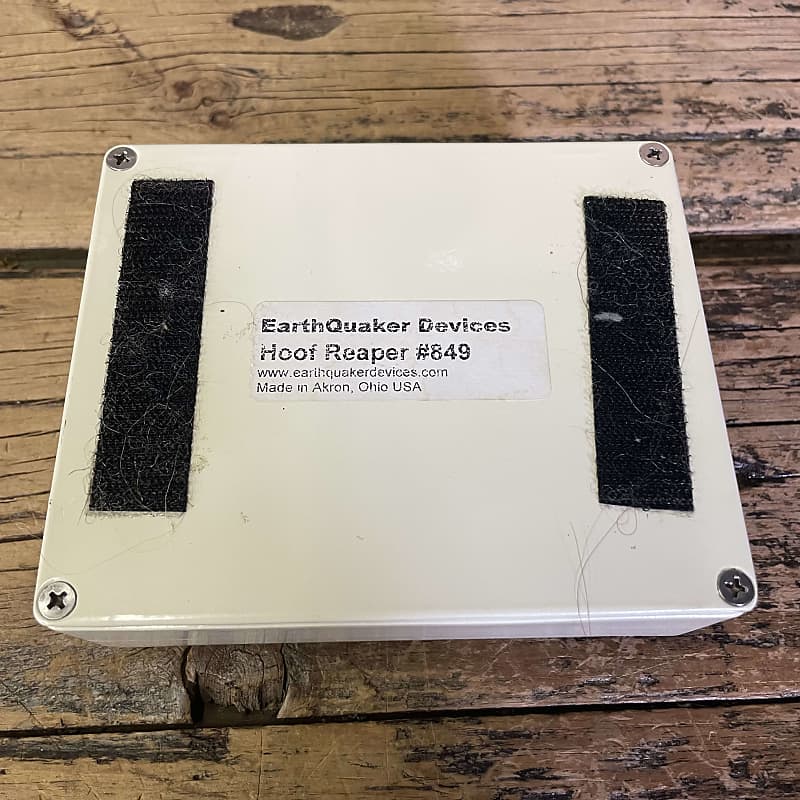 EarthQuaker Devices
Hoof Reaper #849
www.earthquakerdevices.com
Made in Akron, Ohio USA